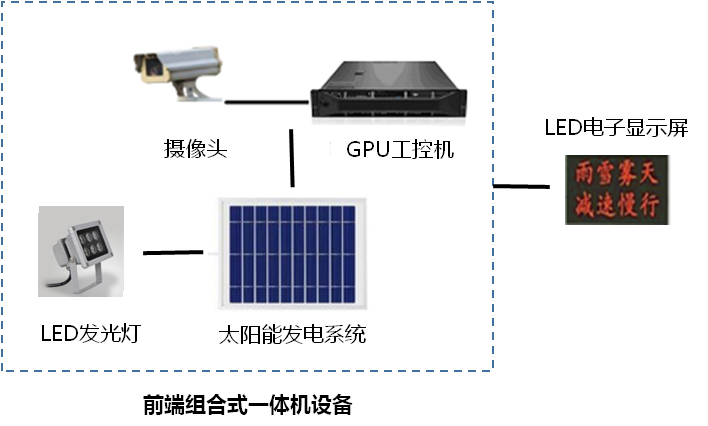 摄像头
GPU工控机
LED电子显示屏
雨雪雾天
减速慢行
LED发光灯
太阳能发电系统
前端组合式一体机设备